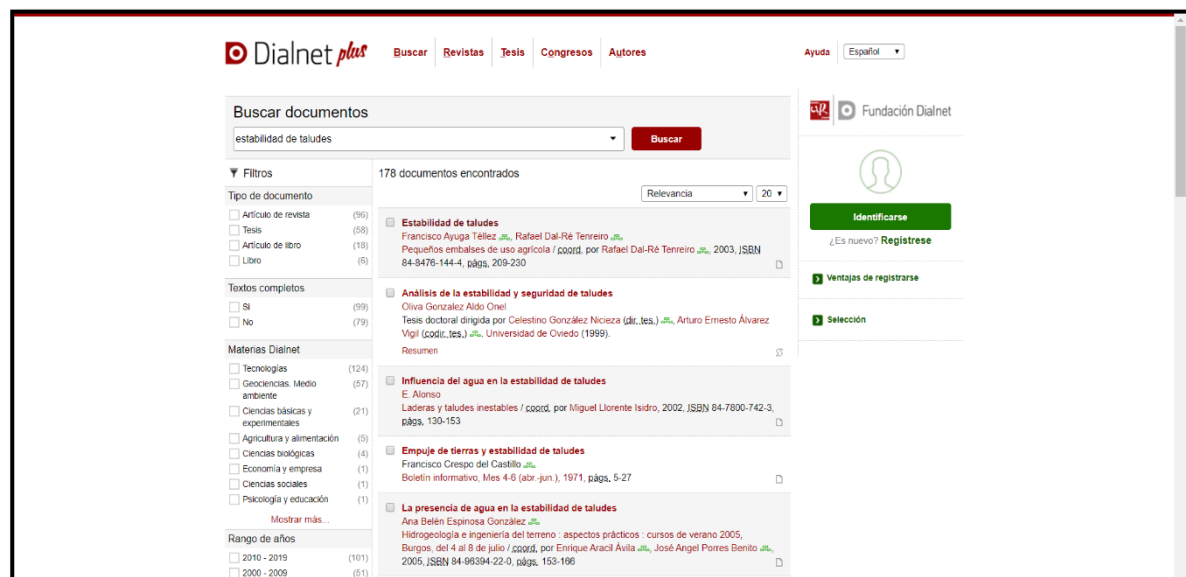 Dialnet plus
Buscar Revistas Tesis Congresos Autores
Ayuda Español
Buscar documentos
estabilidad de taludes
Buscar
Filtros
Tipo de documento
Artículo de revista (96)
Tesis (58)
Artículo de libro (18)
Libro (6)
Textos completos
Sí (99)
No (79)
Materias Dialnet
Tecnologías (124)
Geociencias. Medio (57)
ambiente
Ciencias básicas y (21)
experimentales
Agricultura y alimentación (5)
Ciencias biológicas (4)
Economía y empresa (1)
Ciencias sociales (1)
Psicología y educación (1)
Mostrar más...
Rango de años
2010 - 2019 (101)
2000 - 2009 (51)
178 documentos encontrados
Relevancia 20
Estabilidad de taludes
Francisco Ayuga Téllez, Rafael Dal-Ré Tenreiro
Pequeños embalses de uso agrícola / coord. por Rafael Dal-Ré Tenreiro, 2003, ISBN
84-8476-144-4, págs. 209-230
Análisis de la estabilidad y seguridad de taludes
Oliva Gonzalez Aldo Onel
Tesis doctoral dirigida por Celestino González Nicieza (dir. tes.), Arturo Ernesto Álvarez
Vigil (codir. tes.). Universidad de Oviedo (1999).
Resumen
Influencia del agua en la estabilidad de taludes
E. Alonso
Laderas y taludes inestables / coord. por Miguel Llorente Isidro, 2002, ISBN 84-7800-742-3,
págs. 130-153
Empuje de tierras y estabilidad de taludes
Francisco Crespo del Castillo
Boletín informativo, Mes 4-6 (abr.-jun.), 1971, págs. 5-27
La presencia de agua en la estabilidad de taludes
Ana Belén Espinosa González
Hidrogeología e ingeniería del terreno : aspectos prácticos : cursos de verano 2005,
Burgos, del 4 al 8 de julio / coord. por Enrique Aracil Ávila, José Angel Porres Benito,
2005, ISBN 84-96394-22-0, págs. 153-166
Fundación Dialnet
Identificarse
¿Es nuevo? Regístrese
Ventajas de registrarse
Selección